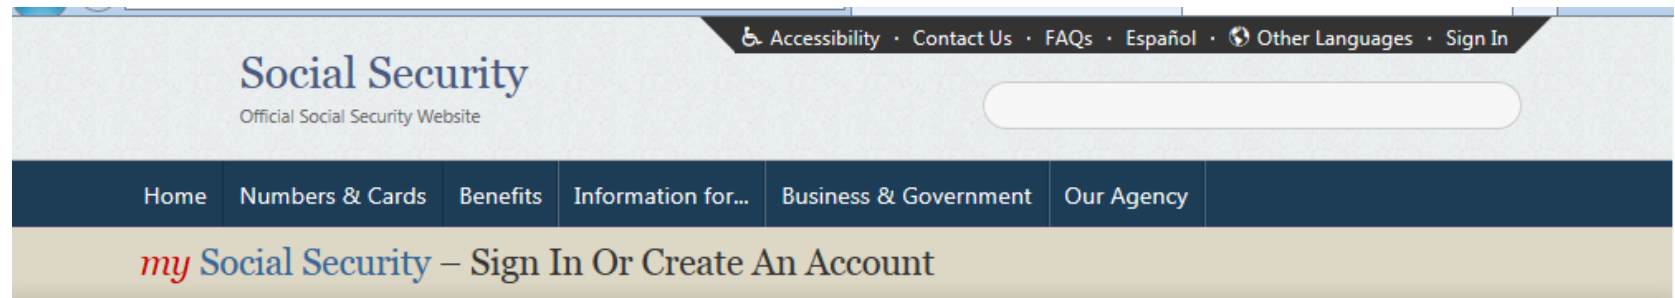 Accessibility · Contact Us · FAQs · Español · Other Languages · Sign In
Social Security
Official Social Security Website
Home Numbers & Cards Benefits Information for... Business & Government Our Agency
my Social Security – Sign In Or Create An Account